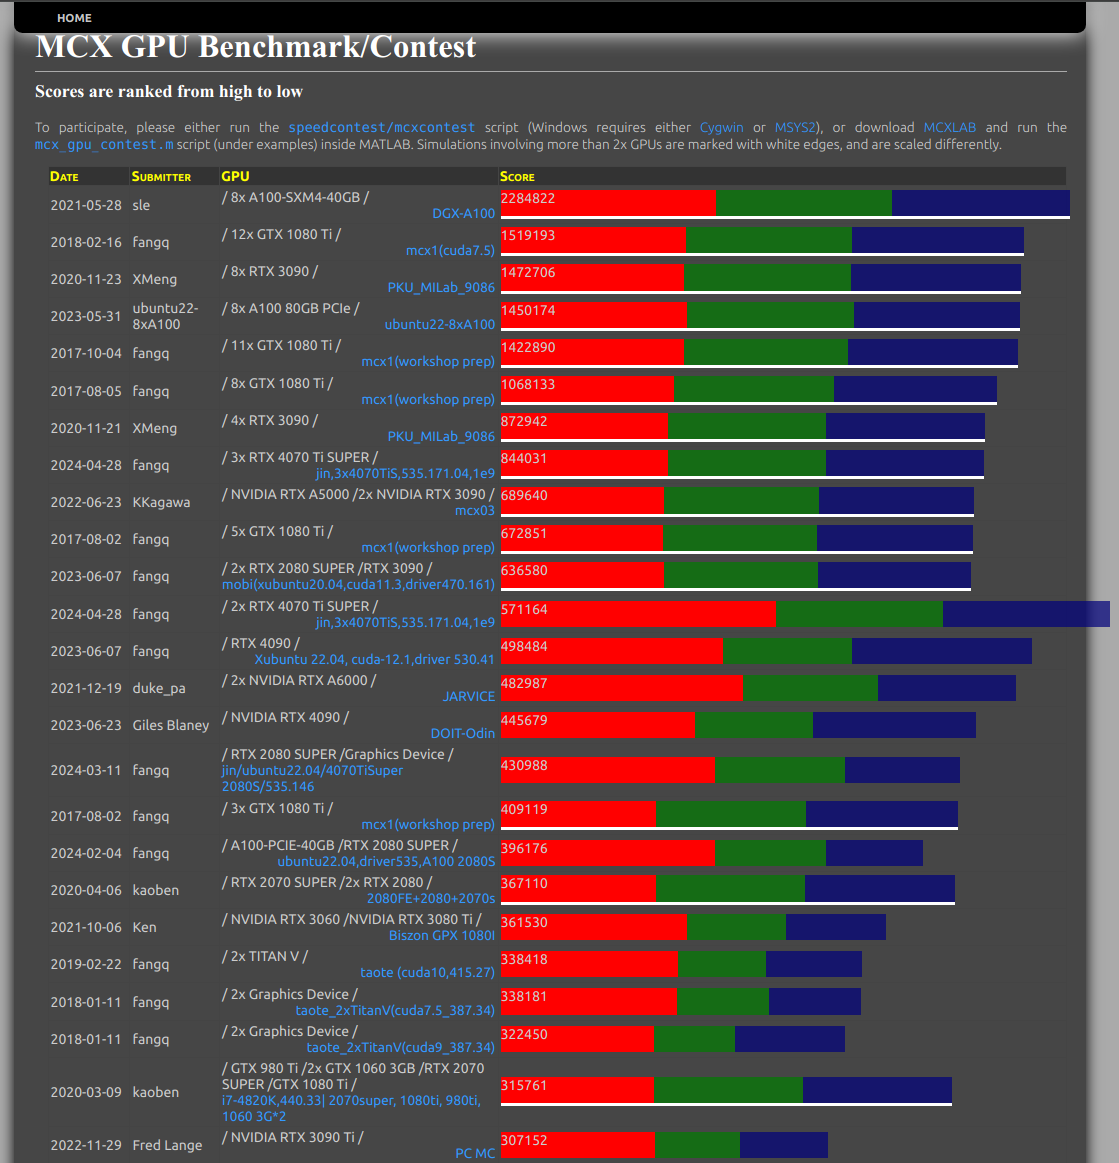 HOME
MCX GPU Benchmark/Contest
Scores are ranked from high to low
To participate, please either run the speedcontest/mcxcontest script (Windows requires either Cygwin or MSYS2), or download MCXLAB and run the
mcx_gpu_contest.m script (under examples) inside MATLAB. Simulations involving more than 2x GPUs are marked with white edges, and are scaled differently.
DATE SUBMITTER GPU SCORE
2021-05-28 sle / 8x A100-SXM4-40GB / 2284822
DGX-A100
2018-02-16 fangq / 12x GTX 1080 Ti / 1519193
mcx1(cuda7.5)
2020-11-23 XMeng / 8x RTX 3090 / 1472706
PKU_MILab_9086
2023-05-31 ubuntu22- / 8x A100 80GB PCIe / 1450174
8xA100 ubuntu22-8xA100
2017-10-04 fangq / 11x GTX 1080 Ti / 1422890
mcx1(workshop prep)
2017-08-05 fangq / 8x GTX 1080 Ti / 1068133
mcx1(workshop prep)
2020-11-21 XMeng / 4x RTX 3090 / 872942
PKU_MILab_9086
2024-04-28 fangq / 3x RTX 4070 Ti SUPER / 844031
jin,3x4070TiS,535.171.04,1e9
2022-06-23 KKagawa / NVIDIA RTX A5000 /2x NVIDIA RTX 3090 / 689640
mcx03
2017-08-02 fangq / 5x GTX 1080 Ti / 672851
mcx1(workshop prep)
2023-06-07 fangq / 2x RTX 2080 SUPER /RTX 3090 / 636580
mobi(xubuntu20.04,cuda11.3,driver470.161)
2024-04-28 fangq / 2x RTX 4070 Ti SUPER / 571164
jin,3x4070TiS,535.171.04,1e9
2023-06-07 fangq / RTX 4090 / 498484
Xubuntu 22.04, cuda-12.1,driver 530.41
2021-12-19 duke_pa / 2x NVIDIA RTX A6000 / 482987
JARVICE
2023-06-23 Giles Blaney / NVIDIA RTX 4090 / 445679
DOIT-Odin
2024-03-11 fangq / RTX 2080 SUPER /Graphics Device / 430988
jin/ubuntu22.04/4070TiSuper
2080S/535.146
2017-08-02 fangq / 3x GTX 1080 Ti / 409119
mcx1(workshop prep)
2024-02-04 fangq / A100-PCIE-40GB /RTX 2080 SUPER / 396176
ubuntu22.04,driver535,A100 2080S
2020-04-06 kaoben / RTX 2070 SUPER /2x RTX 2080 / 367110
2080FE+2080+2070s
2021-10-06 Ken / NVIDIA RTX 3060 /NVIDIA RTX 3080 Ti / 361530
Biszon GPX 1080I
2019-02-22 fangq / 2x TITAN V / 338418
taote (cuda10,415.27)
2018-01-11 fangq / 2x Graphics Device / 338181
taote_2xTitanV(cuda7.5_387.34)
2018-01-11 fangq / 2x Graphics Device / 322450
taote_2xTitanV(cuda9_387.34)
2020-03-09 kaoben / GTX 980 Ti /2x GTX 1060 3GB /RTX 2070 315761
SUPER /GTX 1080 Ti /
i7-4820K,440.33| 2070super, 1080ti, 980ti,
1060 3G*2
2022-11-29 Fred Lange / NVIDIA RTX 3090 Ti / 307152
PC MC